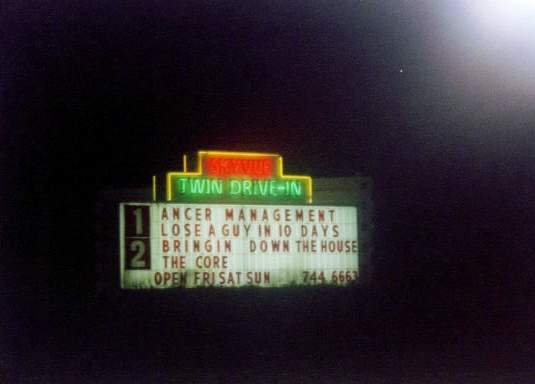 SKYVUE
TWIN DRIVE-IN
1 ANCER MANAGEMENT
LOSE A GUY IN 10 DAYS
2 BRINGIN DOWN THE HOUSE
THE CORE
OPEN FRI SAT SUN 744 6663